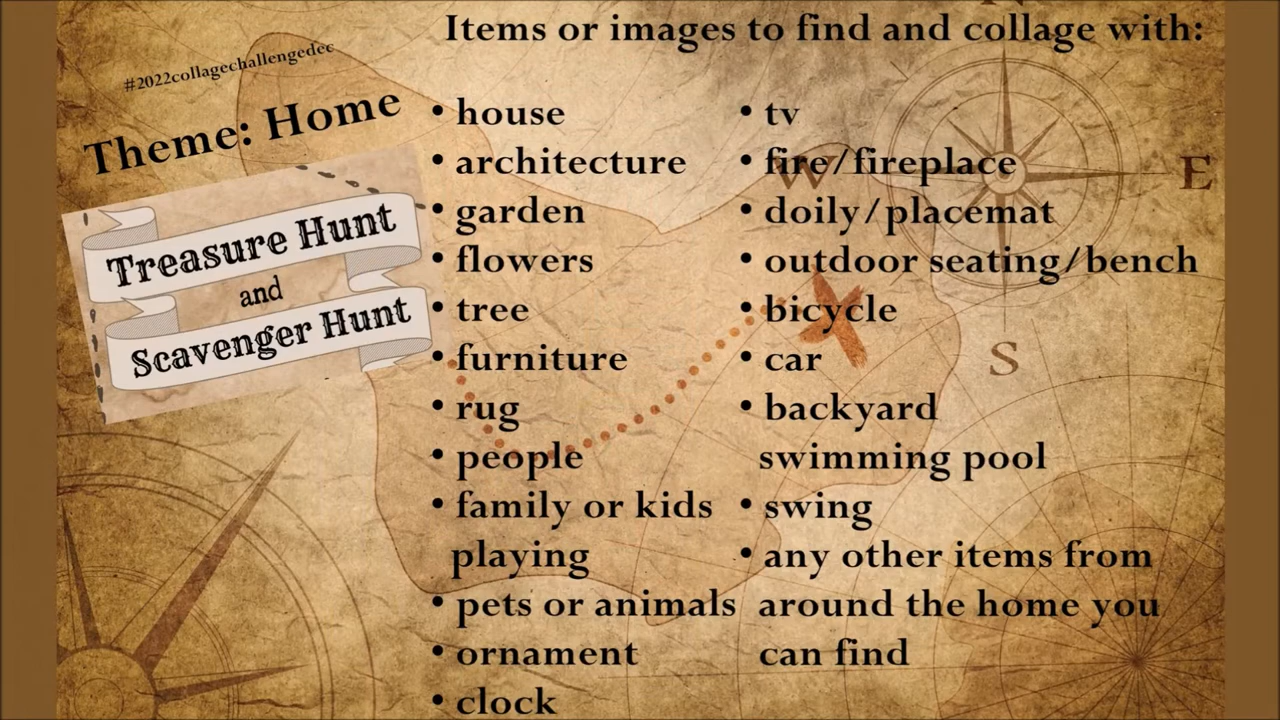 Items or images to find and collage with:
#2022collagechallengedec
Theme: Home
Treasure Hunt
and
Scavenger Hunt
• house
• architecture
• garden
• flowers
• tree
• furniture
• rug
• people
• family or kids
playing
• pets or animals
• ornament
• clock
• tv
• fire/fireplace
• doily/placemat
• outdoor seating/bench
• bicycle
• car
• backyard
swimming pool
• swing
• any other items from
around the home you
can find
N
W
E
S